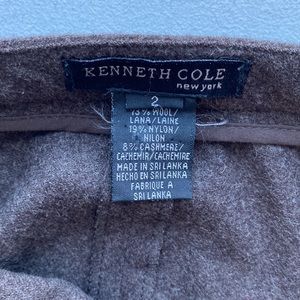 KENNETH COLE
new york
2
73% WOOL/
LANA/LAINE
19% NYLON/
NILON
8% CASHMERE/
CACHEMIR/CACHEMIRE
MADE IN SRI LANKA
HECHO EN SRI LANKA
FABRIQUE A
SRI LANKA